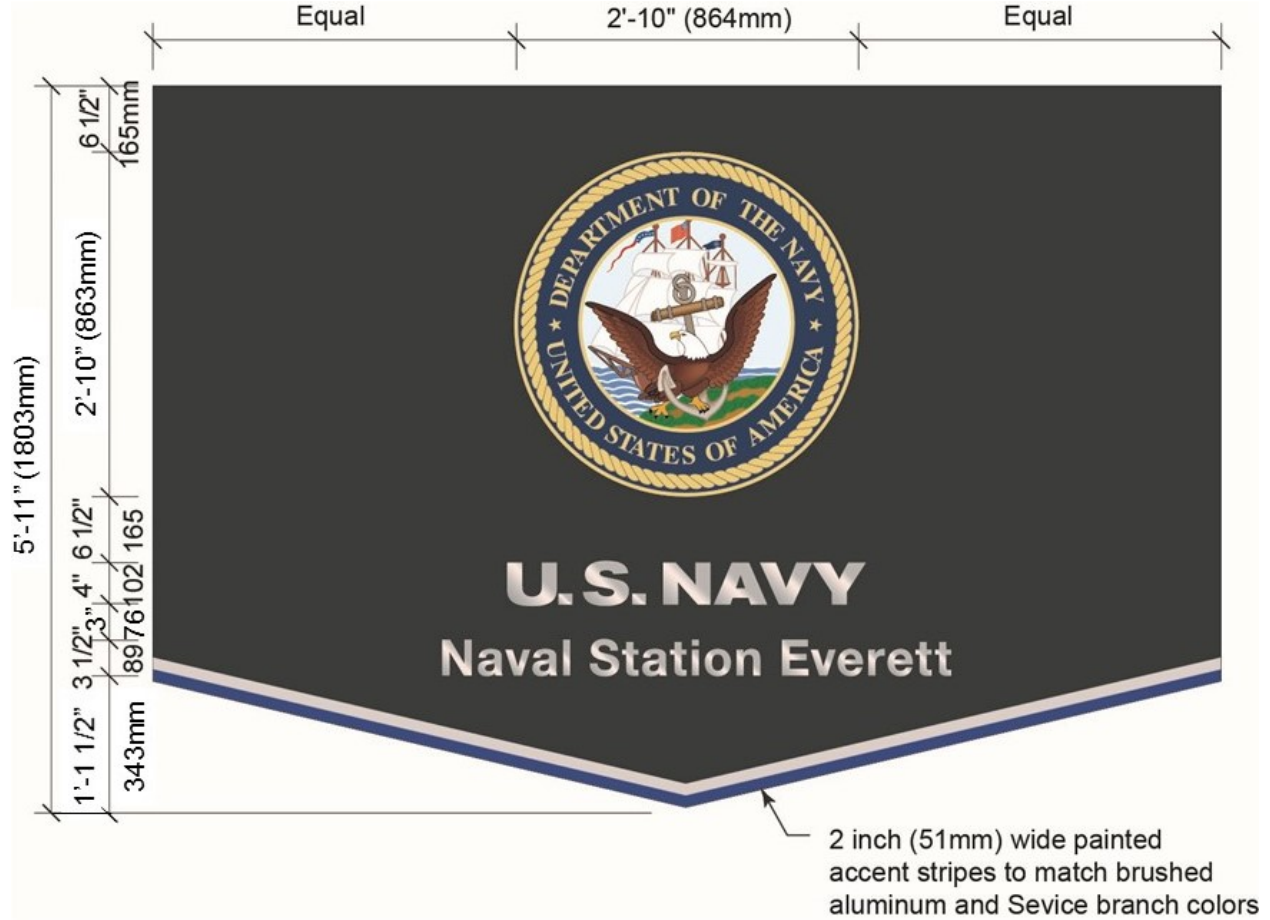 Equal
2'-10" (864mm)
Equal
6 1/2"
165mm
2'-10” (863mm)
5'-11” (1803mm)
6 1/2"
165
4"
102
3”
76
3 1/2"
89
1'-1 1/2”
343mm
DEPARTMENT OF THE NAVY
UNITED STATES OF AMERICA
U.S. NAVY
Naval Station Everett
2 inch (51mm) wide painted
accent stripes to match brushed
aluminum and Sevice branch colors